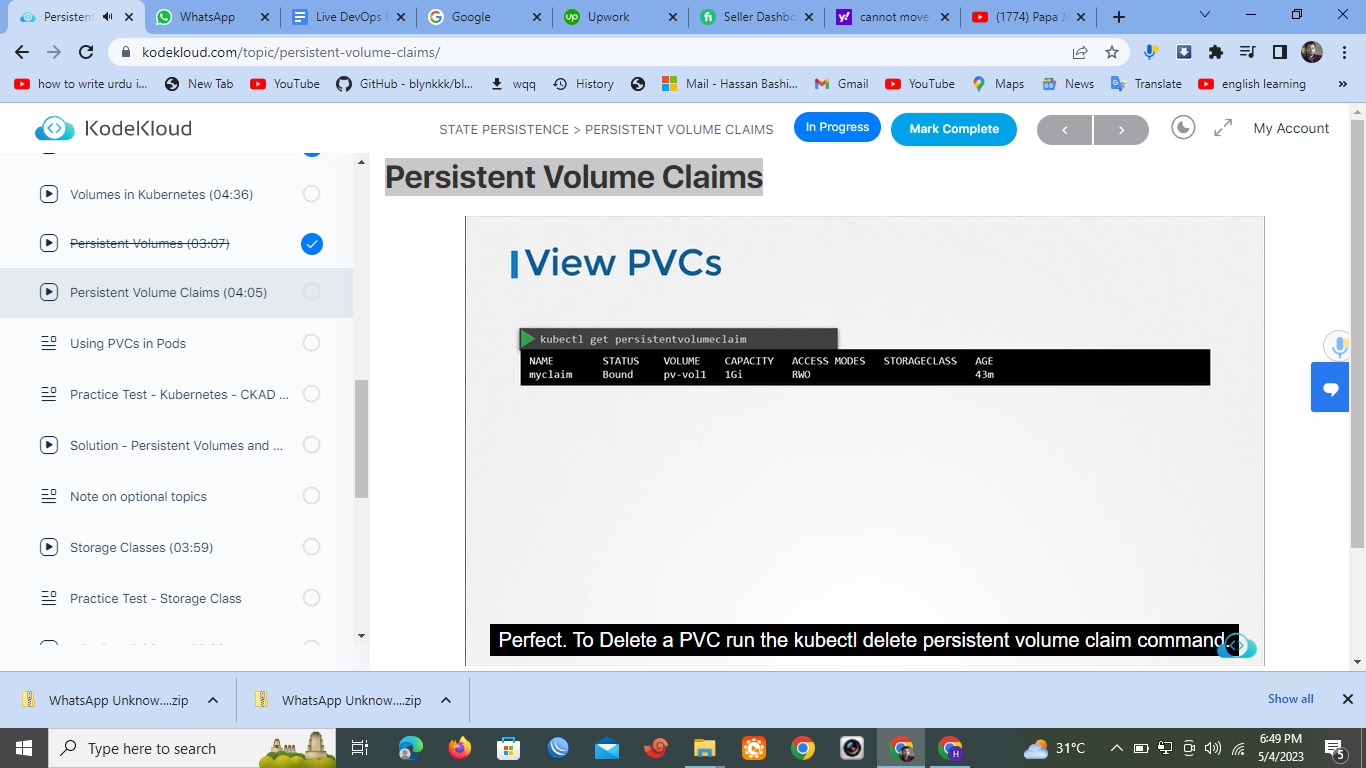 Persistent
WhatsApp
Live DevOps
Google
Upwork
Seller Dashbo
cannot move
(1774) Papa J
kodekloud.com/topic/persistent-volume-claims/
how to write urdu i...
New Tab
YouTube
GitHub - blynkkk/bl...
wqq
History
Mail - Hassan Bashi...
Gmail
YouTube
Maps
News
Translate
english learning
KodeKloud
STATE PERSISTENCE > PERSISTENT VOLUME CLAIMS
In Progress
Mark Complete
My Account
Volumes in Kubernetes (04:36)
Persistent Volumes (03:07)
Persistent Volume Claims (04:05)
Using PVCs in Pods
Practice Test - Kubernetes - CKAD ...
Solution - Persistent Volumes and ...
Note on optional topics
Storage Classes (03:59)
Practice Test - Storage Class
Persistent Volume Claims
View PVCs
kubectl get persistentvolumeclaim
NAME STATUS VOLUME CAPACITY ACCESS MODES STORAGECLASS AGE
myclaim Bound pv-vol1 1Gi RWO 43m
Perfect. To Delete a PVC run the kubectl delete persistent volume claim command.
WhatsApp Unknow....zip
WhatsApp Unknow....zip
Show all
Type here to search
31°C
6:49 PM
5/4/2023
5